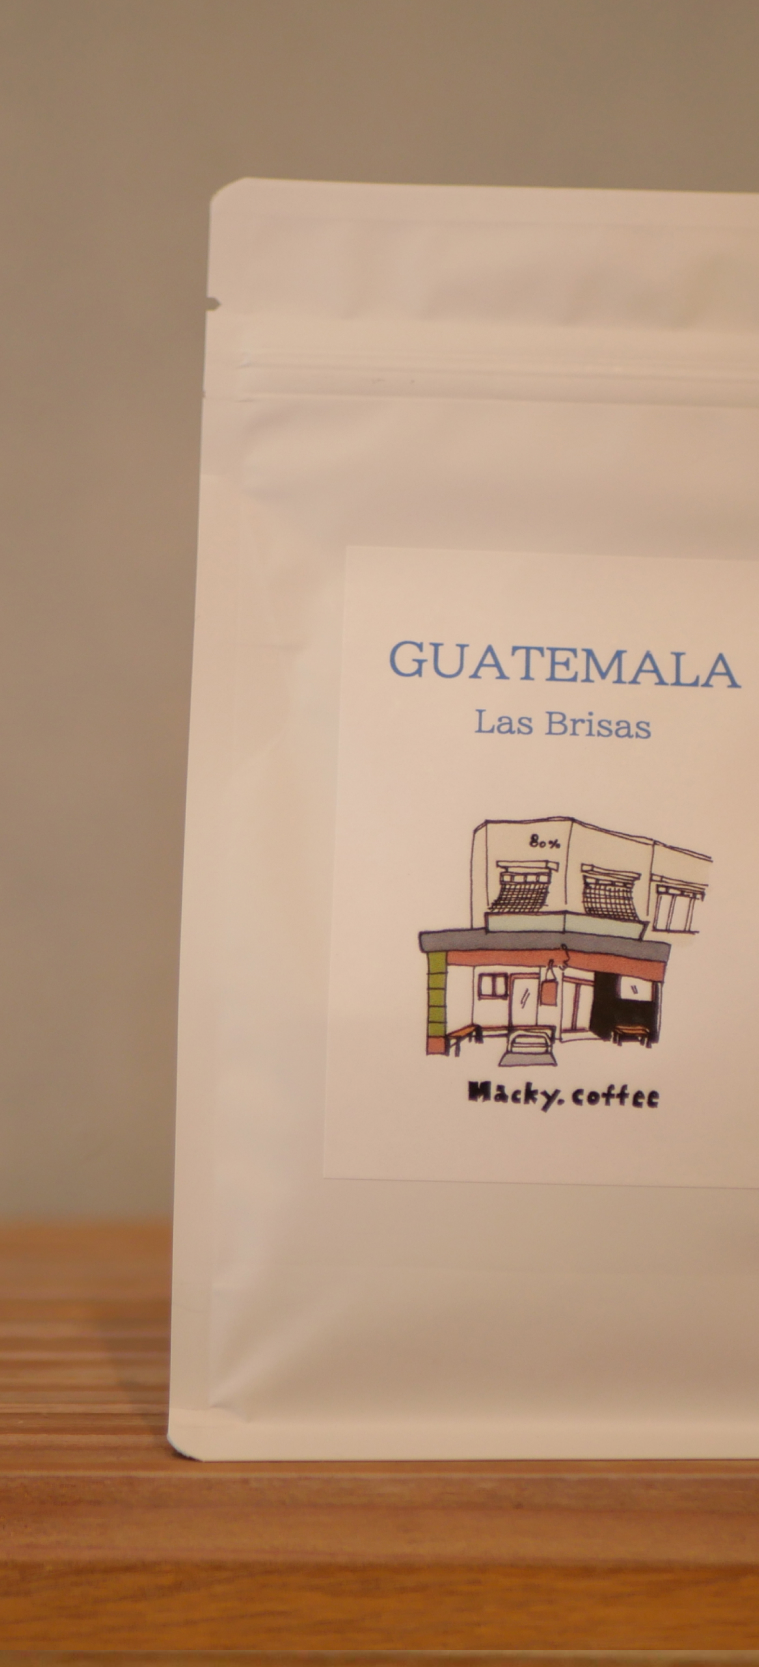 GUATEMALA
Las Brisas
80%
Macky. coffee